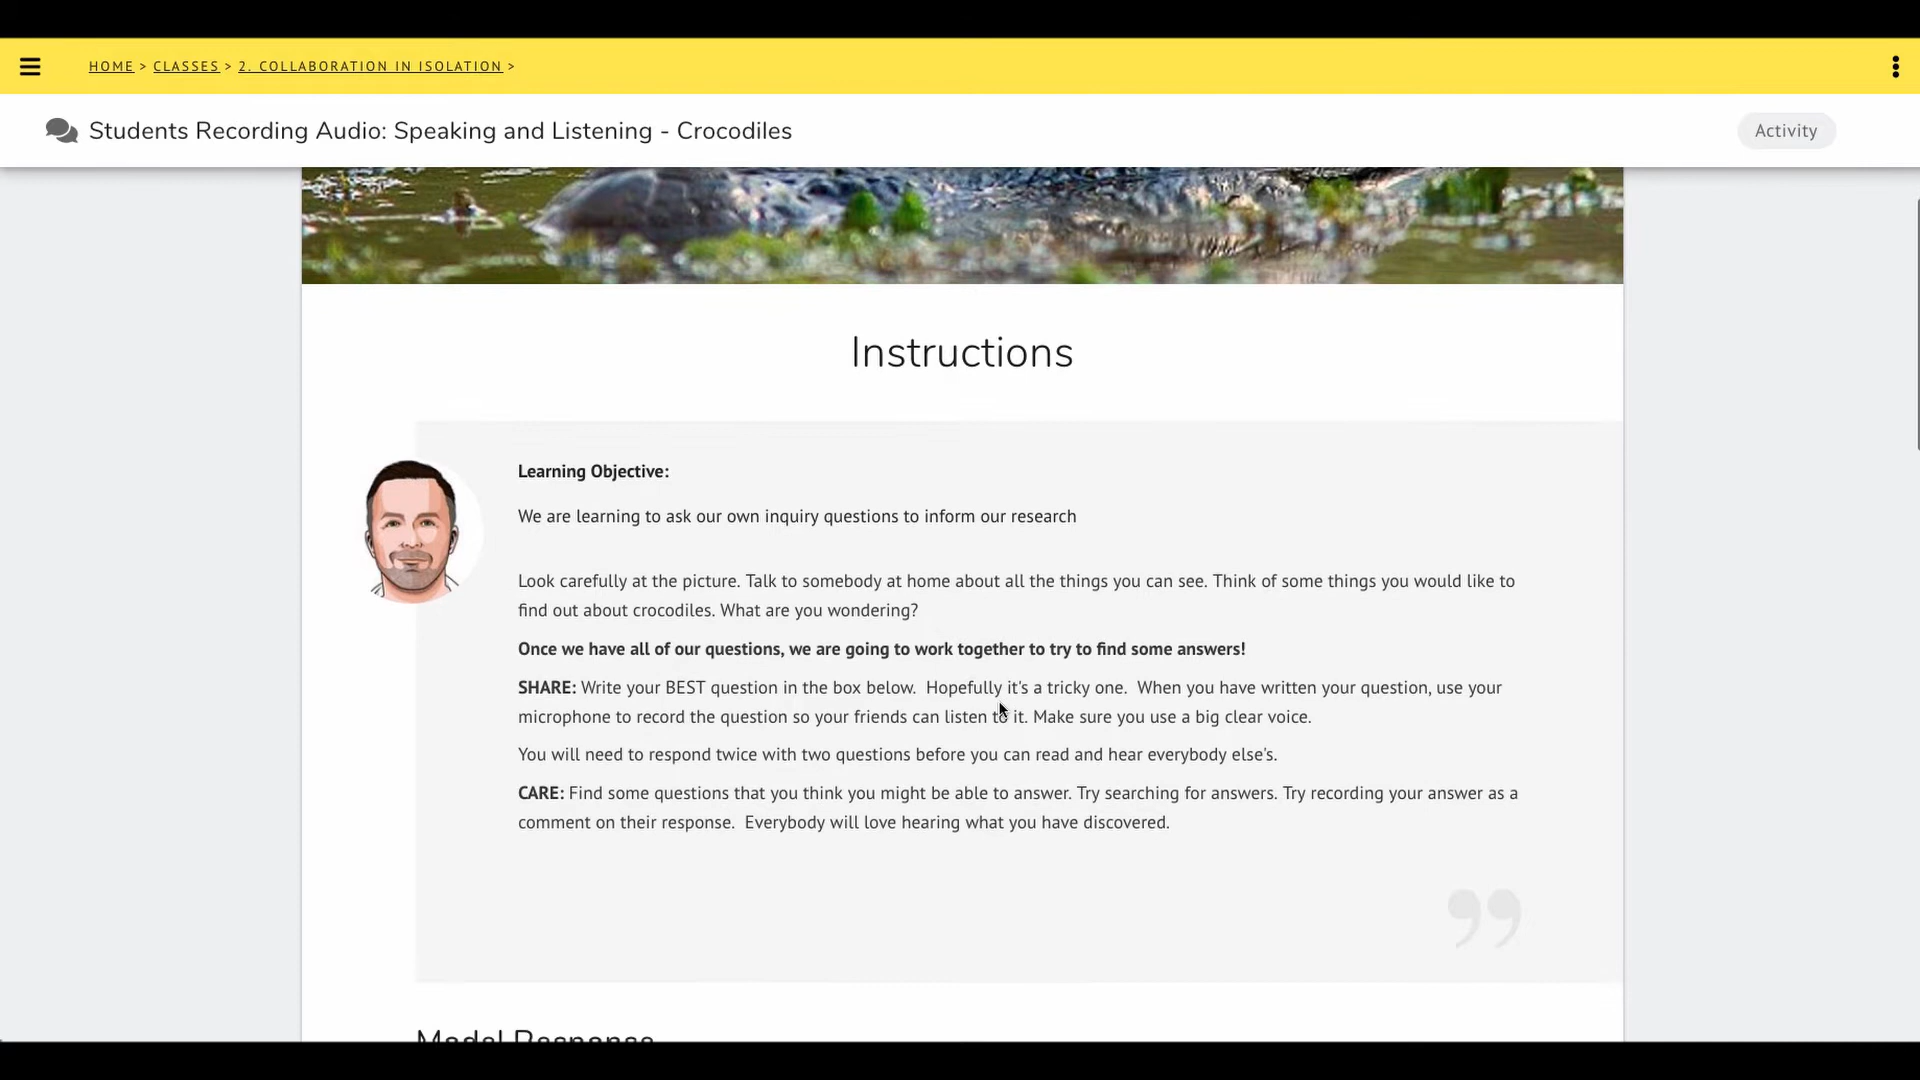 HOME > CLASSES > 2. COLLABORATION IN ISOLATION >
Students Recording Audio: Speaking and Listening - Crocodiles
Activity
Instructions
Learning Objective:
We are learning to ask our own inquiry questions to inform our research
Look carefully at the picture. Talk to somebody at home about all the things you can see. Think of some things you would like to
find out about crocodiles. What are you wondering?
Once we have all of our questions, we are going to work together to try to find some answers!
SHARE: Write your BEST question in the box below.  Hopefully it's a tricky one.  When you have written your question, use your
microphone to record the question so your friends can listen to it. Make sure you use a big clear voice.
You will need to respond twice with two questions before you can read and hear everybody else's.
CARE: Find some questions that you think you might be able to answer. Try searching for answers. Try recording your answer as a
comment on their response.  Everybody will love hearing what you have discovered.
”
Model Response